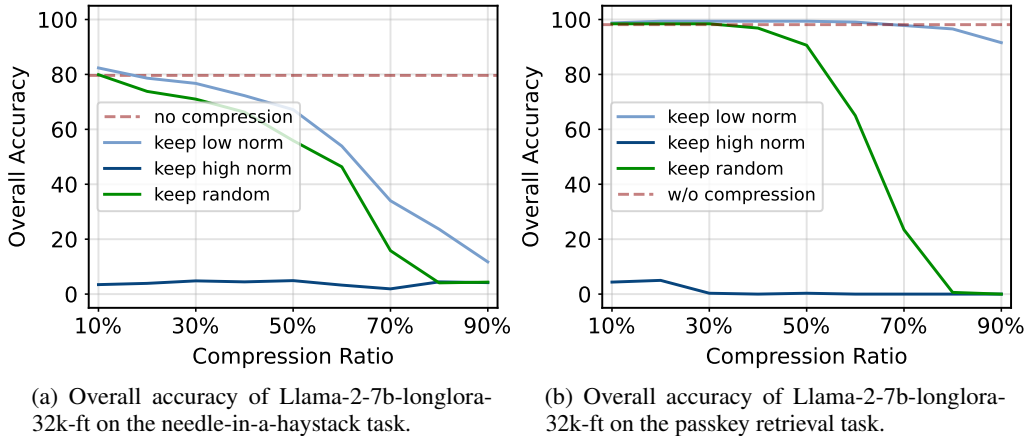 100
80
60
40
20
0
Overall Accuracy
no compression
keep low norm
keep high norm
keep random
10%
30%
50%
70%
90%
Compression Ratio
(a) Overall accuracy of Llama-2-7b-longlora-
32k-ft on the needle-in-a-haystack task.
100
80
60
40
20
0
Overall Accuracy
keep low norm
keep high norm
keep random
w/o compression
10%
30%
50%
70%
90%
Compression Ratio
(b) Overall accuracy of Llama-2-7b-longlora-
32k-ft on the passkey retrieval task.